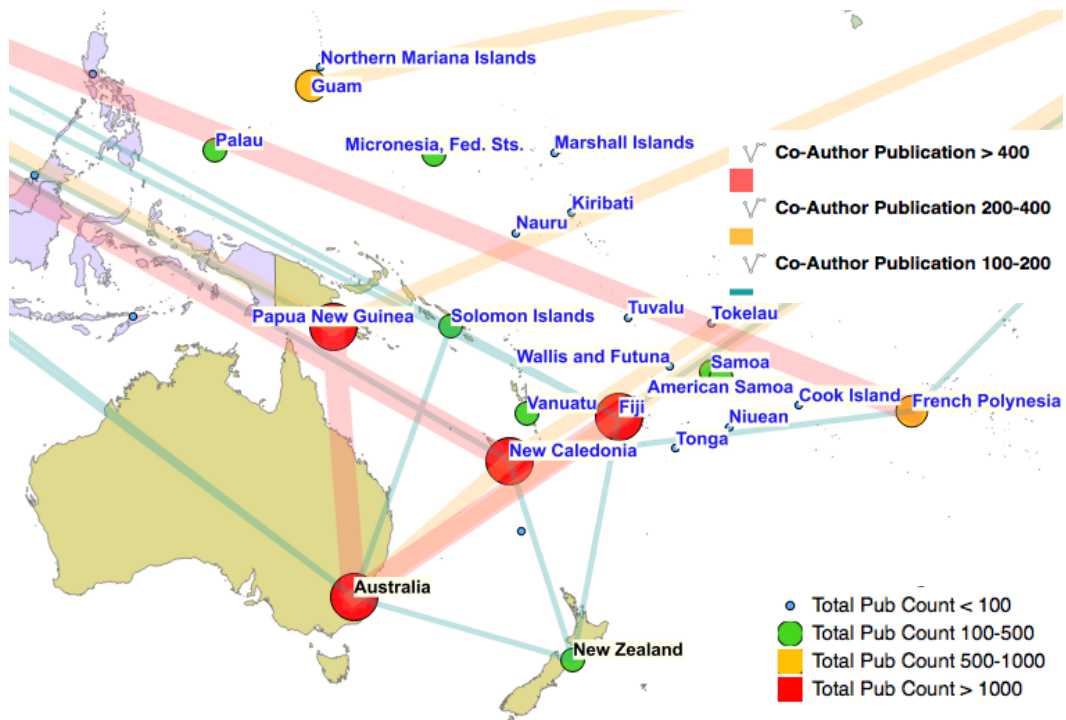 Northern Mariana Islands
Guam
Palau
Micronesia, Fed. Sts.
Marshall Islands
Co-Author Publication > 400
Kiribati
Co-Author Publication 200-400
Nauru
Co-Author Publication 100-200
Papua New Guinea
Solomon Islands
Tuvalu
Tokelau
Wallis and Futuna
Samoa
American Samoa
Cook Island
French Polynesia
Vanuatu
Fiji
Niuean
New Caledonia
Tonga
Australia
Total Pub Count < 100
Total Pub Count 100-500
New Zealand
Total Pub Count 500-1000
Total Pub Count > 1000